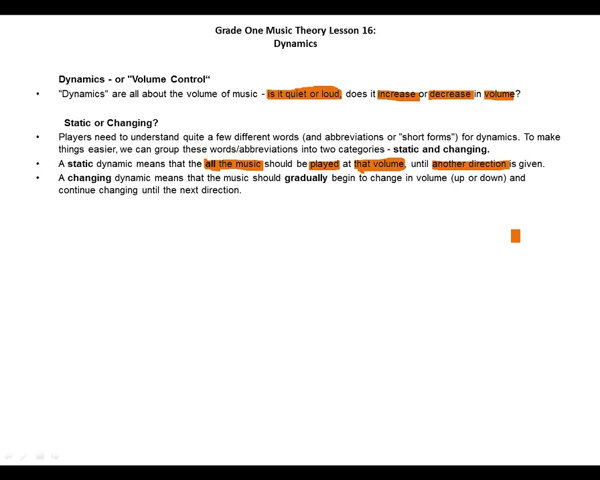 Grade One Music Theory Lesson 16:
Dynamics
Dynamics - or "Volume Control“
• "Dynamics" are all about the volume of music - is it quiet or loud, does it increase or decrease in volume?
Static or Changing?
• Players need to understand quite a few different words (and abbreviations or "short forms") for dynamics. To make
things easier, we can group these words/abbreviations into two categories - static and changing.
• A static dynamic means that the all the music should be played at that volume, until another direction is given.
• A changing dynamic means that the music should gradually begin to change in volume (up or down) and
continue changing until the next direction.